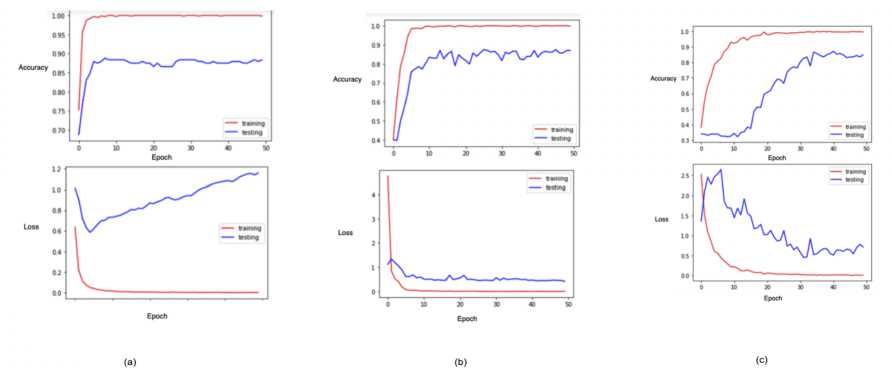 1.00
0.95
0.90
0.85
0.80
0.75
0.70
Accuracy
training
testing
0 10 20 30 40 50
Epoch
1.2
1.0
0.8
0.6
0.4
0.2
0.0
Loss
training
testing
Epoch
(a)
1.0
0.9
0.8
0.7
0.6
0.5
0.4
Accuracy
training
testing
0 10 20 30 40 50
Epoch
4
3
2
1
0
Loss
training
testing
0 10 20 30 40 50
Epoch
(b)
1.0
0.9
0.8
0.7
0.6
0.5
0.4
0.3
Accuracy
training
testing
0 10 20 30 40 50
Epoch
2.5
2.0
1.5
1.0
0.5
0.0
Loss
training
testing
0 10 20 30 40 50
Epoch
(c)